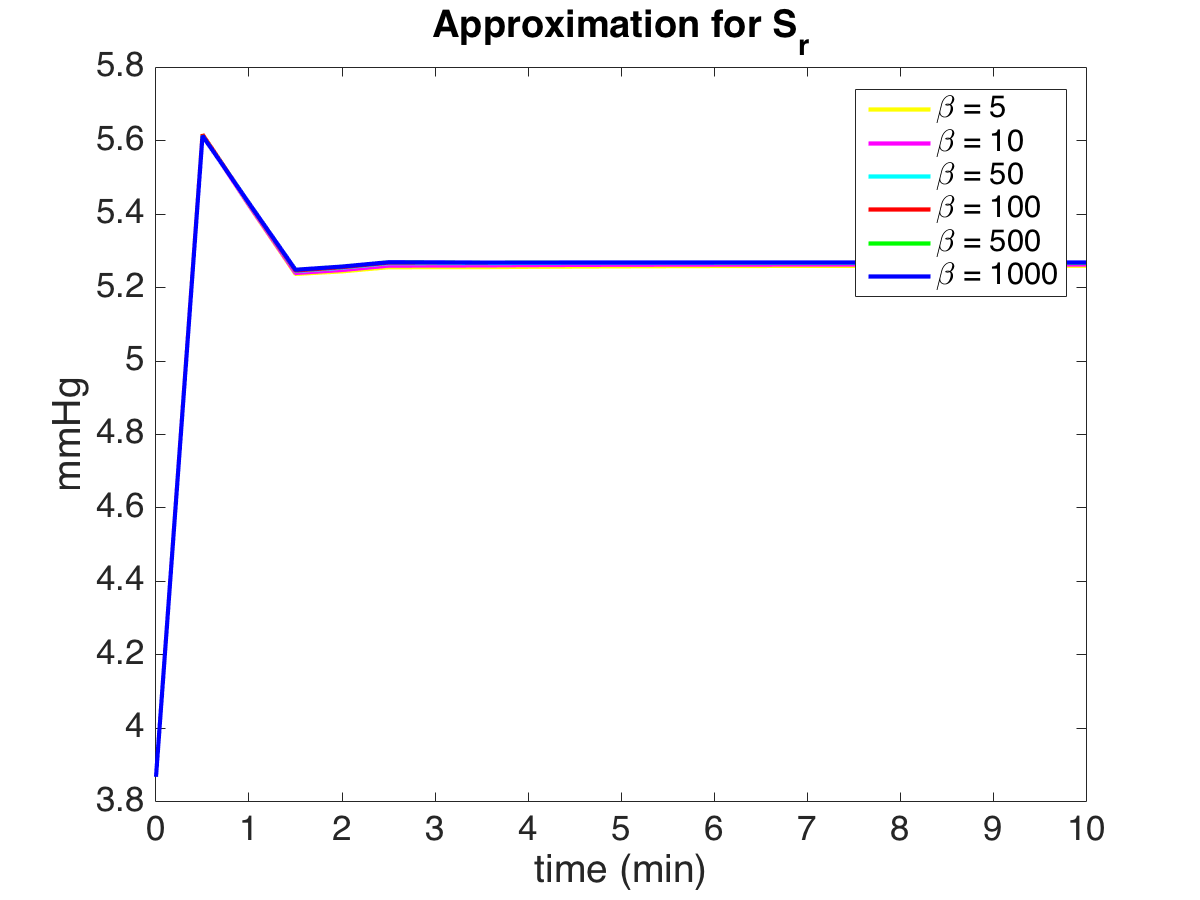 Approximation for S_r
5.8
5.6
5.4
5.2
5
4.8
4.6
4.4
4.2
4
3.8
mmHg
β = 5
β = 10
β = 50
β = 100
β = 500
β = 1000
0 1 2 3 4 5 6 7 8 9 10
time (min)